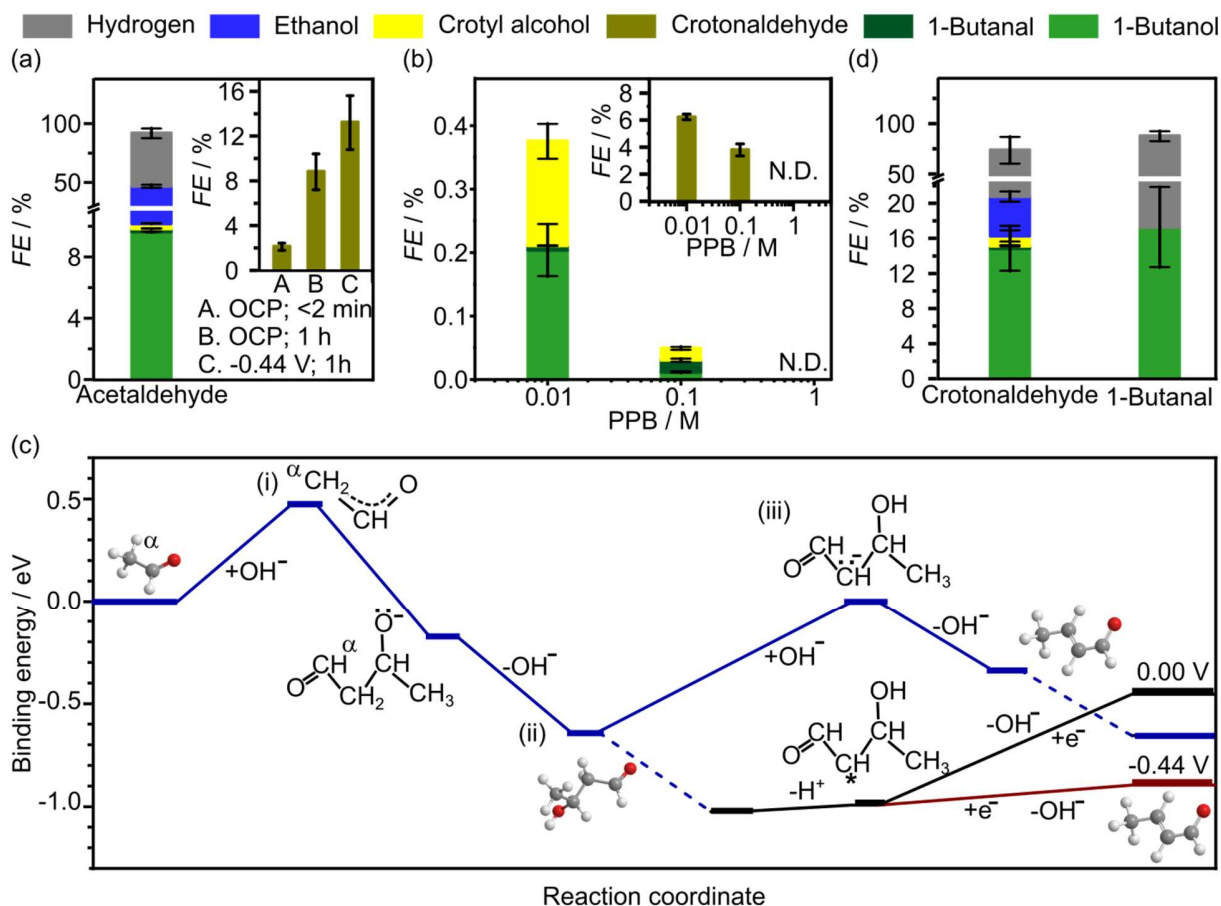 Hydrogen Ethanol Crotyl alcohol Crotonaldehyde 1-Butanal 1-Butanol
(a)
FE / %
100
50
8
4
0
Acetaldehyde
FE / %
16
12
8
4
0
A B C
A. OCP; <2 min
B. OCP; 1 h
C. -0.44 V; 1h
(b)
FE / %
0.4
0.3
0.2
0.1
0.0
0.01 0.1 1
PPB / M
N.D.
FE / %
8
6
4
2
0
N.D.
0.01 0.1 1
PPB / M
(d)
FE / %
100
50
20
16
12
8
4
0
Crotonaldehyde 1-Butanal
(c)
Binding energy / eV
0.5
0.0
-0.5
-1.0
α
+OH⁻
(i)
αCH₂
CH
O
Ö⁻
α
CH
CH
O
CH₂
CH₃
-OH⁻
(ii)
+OH⁻
(iii)
OH
CH
CH
O
CH
CH₃
-OH⁻
OH
CH
CH
O
CH
CH₃
*
-H⁺
-OH⁻
+e⁻
0.00 V
-0.44 V
+e⁻ -OH⁻
Reaction coordinate